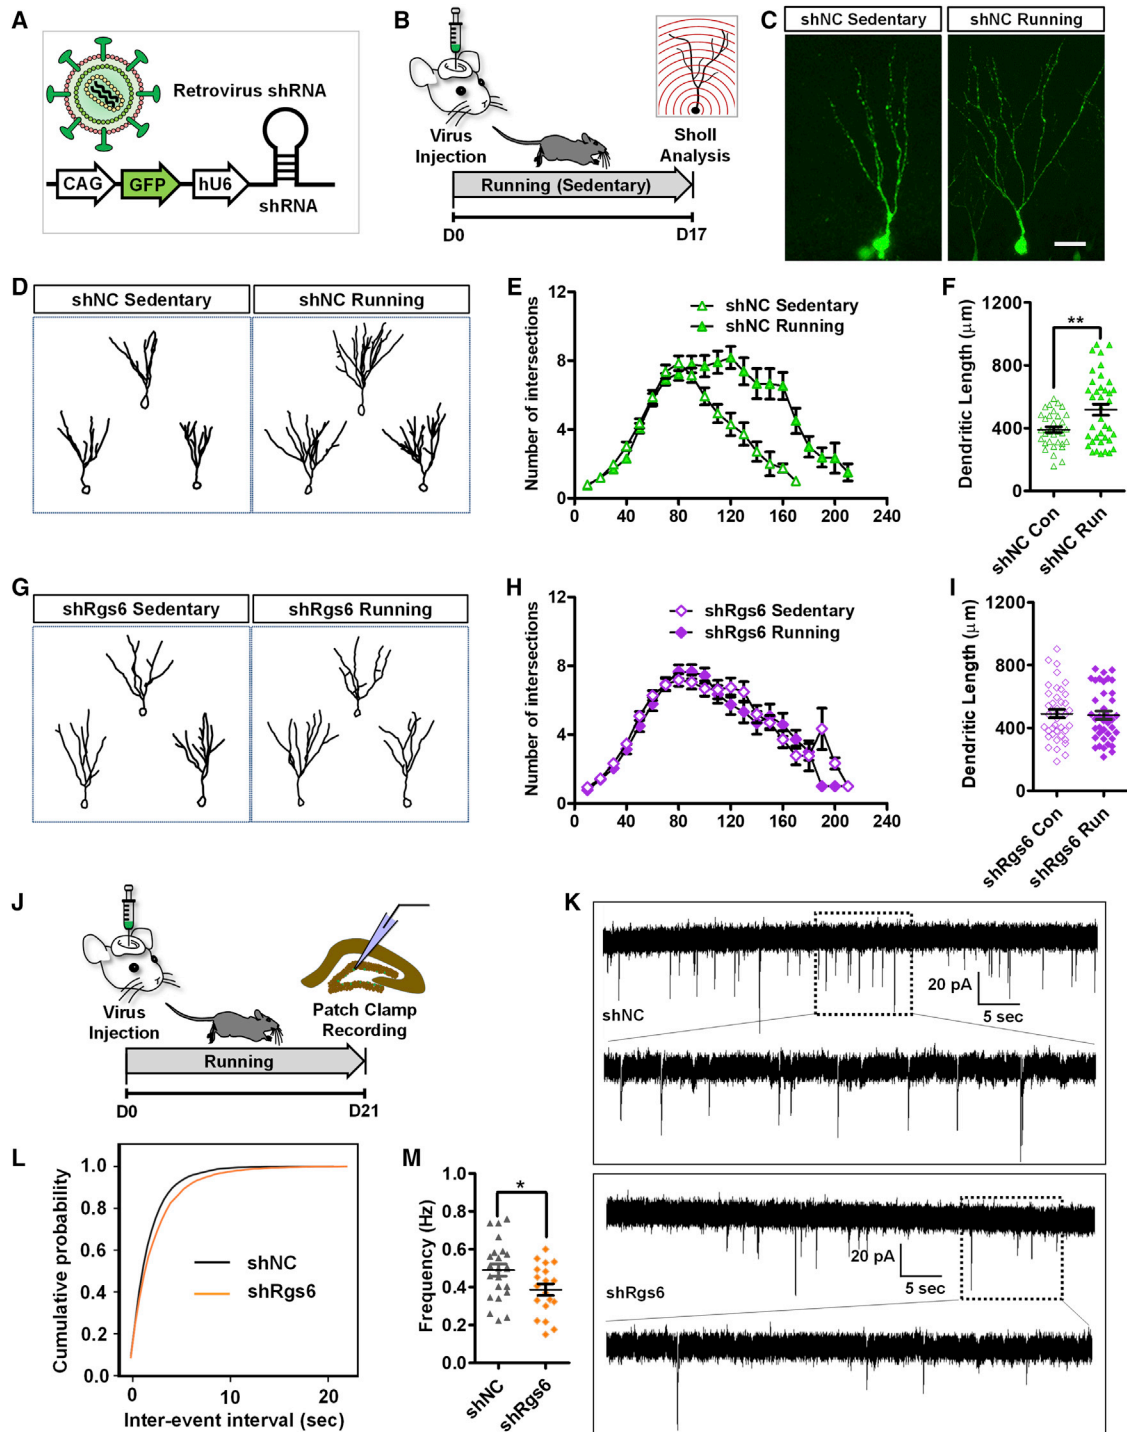 A
Retrovirus shRNA
CAG
GFP
hU6
shRNA
B
Virus
Injection
Sholl
Analysis
Running (Sedentary)
D0
D17
C
shNC Sedentary
shNC Running
D
shNC Sedentary
shNC Running
E
Number of intersections
12
8
4
0
0
40
80
120
160
200
240
shNC Sedentary
shNC Running
F
Dendritic Length (μm)
1200
800
400
0
**
shNC Con
shNC Run
G
shRgs6 Sedentary
shRgs6 Running
H
Number of intersections
12
8
4
0
0
40
80
120
160
200
240
shRgs6 Sedentary
shRgs6 Running
I
Dendritic Length (μm)
1200
800
400
0
shRgs6 Con
shRgs6 Run
J
Virus
Injection
Patch Clamp
Recording
Running
D0
D21
K
shNC
20 pA
5 sec
shRgs6
20 pA
5 sec
L
Cumulative probability
1.0
0.8
0.6
0.4
0.2
0.0
0
10
20
Inter-event interval (sec)
shNC
shRgs6
M
Frequency (Hz)
1.0
0.8
0.6
0.4
0.2
0.0
*
shNC
shRgs6